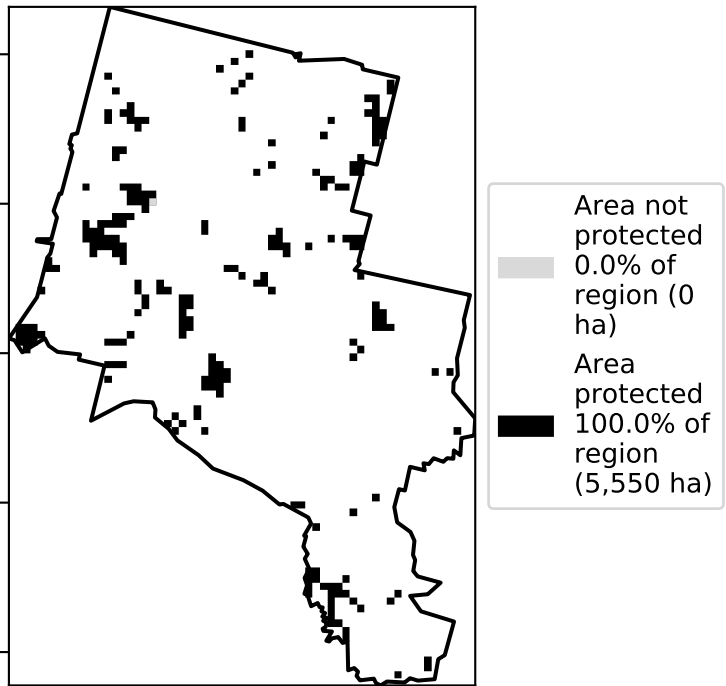 Area not
protected
0.0% of
region (0
ha)
Area
protected
100.0% of
region
(5,550 ha)